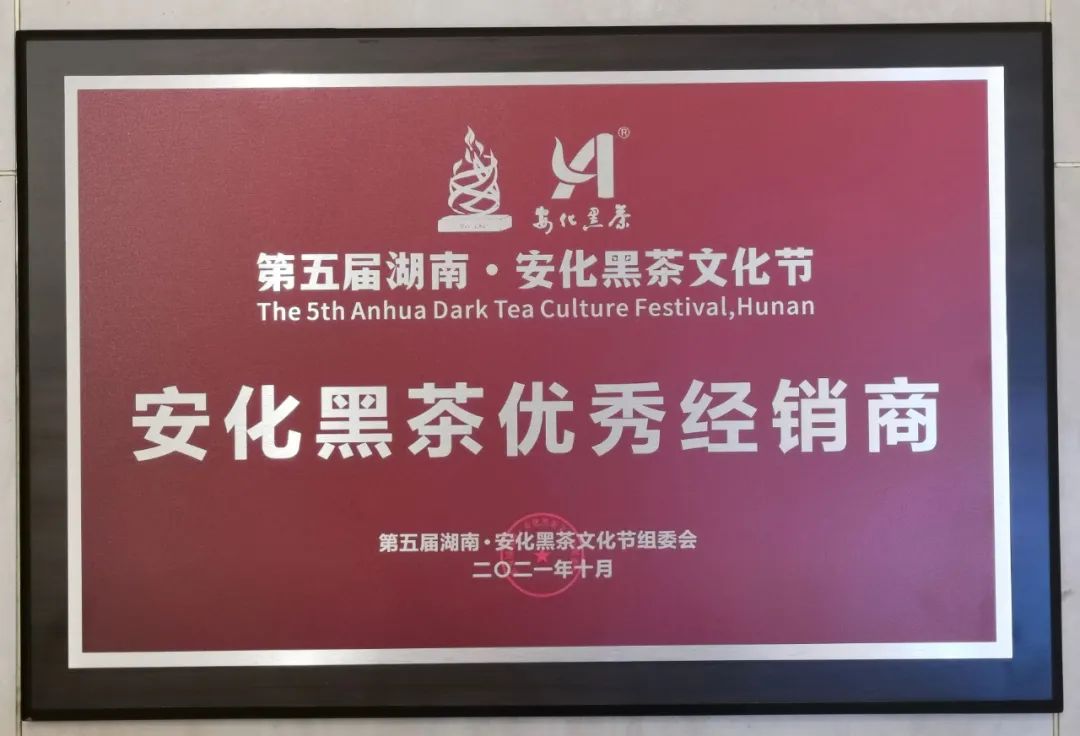 ®
安化黑茶
第五届湖南·安化黑茶文化节
The 5th Anhua Dark Tea Culture Festival,Hunan
安化黑茶优秀经销商
第五届湖南·安化黑茶文化节组委会
二〇二一年十月